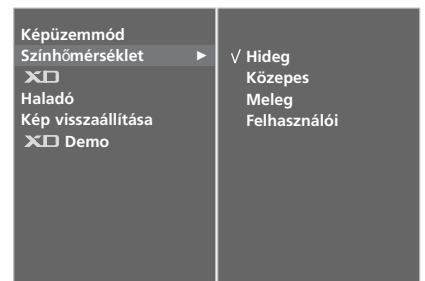 Képüzemmód
Színhőmérséklet
XD
Haladó
Kép visszaállítása
XD Demo
√ Hideg
Közepes
Meleg
Felhasználói